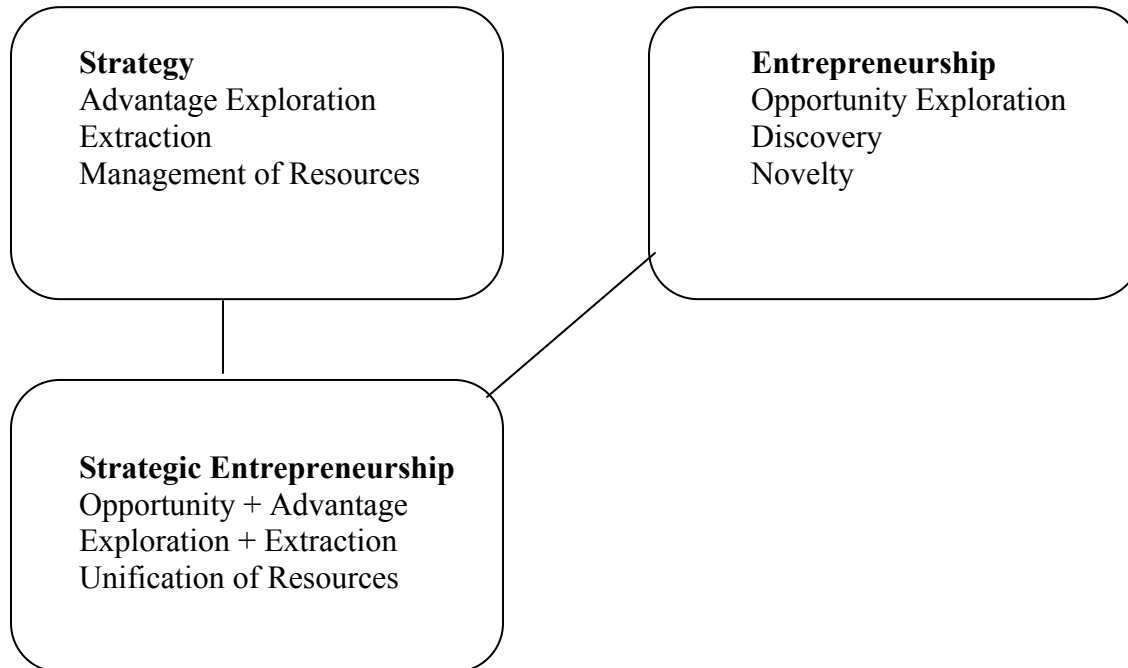 Strategy
Advantage Exploration
Extraction
Management of Resources
Entrepreneurship
Opportunity Exploration
Discovery
Novelty
Strategic Entrepreneurship
Opportunity + Advantage
Exploration + Extraction
Unification of Resources